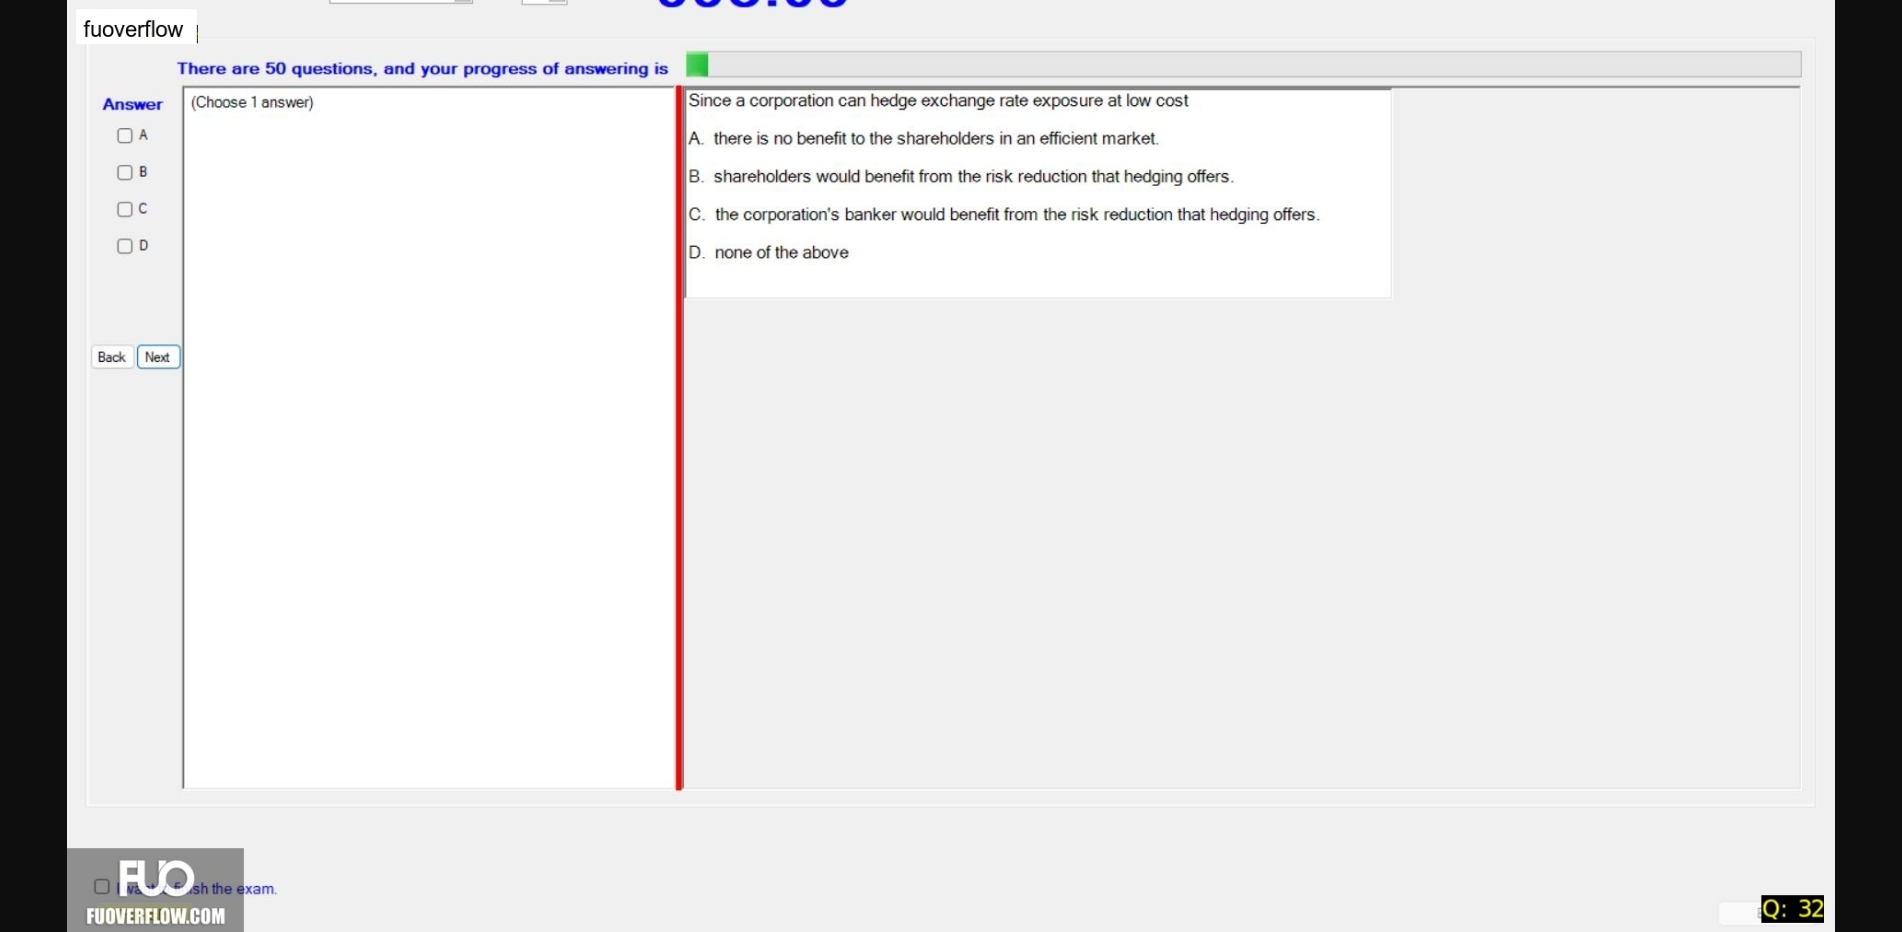 fuoverflow
There are 50 questions, and your progress of answering is
Answer
A
B
C
D
Back Next
(Choose 1 answer)
Since a corporation can hedge exchange rate exposure at low cost
A. there is no benefit to the shareholders in an efficient market.
B. shareholders would benefit from the risk reduction that hedging offers.
C. the corporation's banker would benefit from the risk reduction that hedging offers.
D. none of the above
FUO
the exam.
FUOVERFLOW.COM
Q: 32